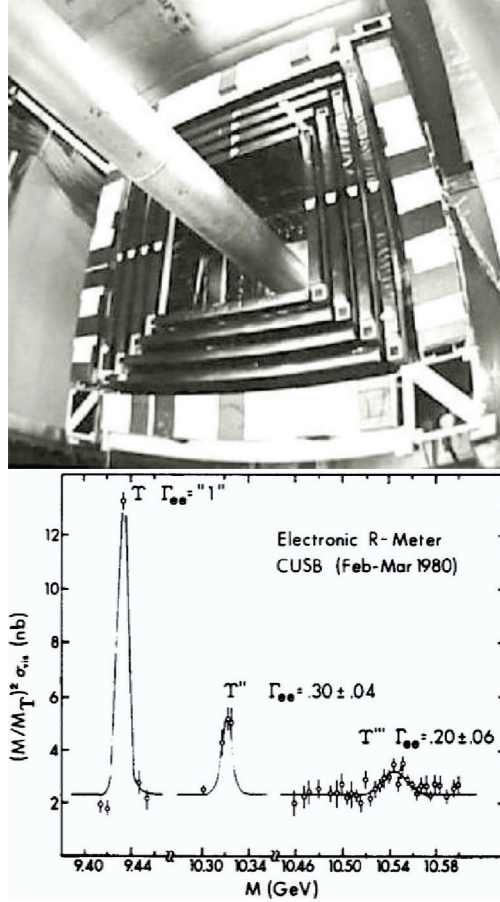 ϒ Γee = "1"
Electronic R-Meter
CUSB (Feb-Mar 1980)
ϒ" Γee = .30 ± .04
ϒ‴ Γee = .20 ± .06
(M/Mϒ)² σvis (nb)
12
10
8
6
4
2
9.40 9.44 10.30 10.34 10.46 10.50 10.54 10.58
M (GeV)